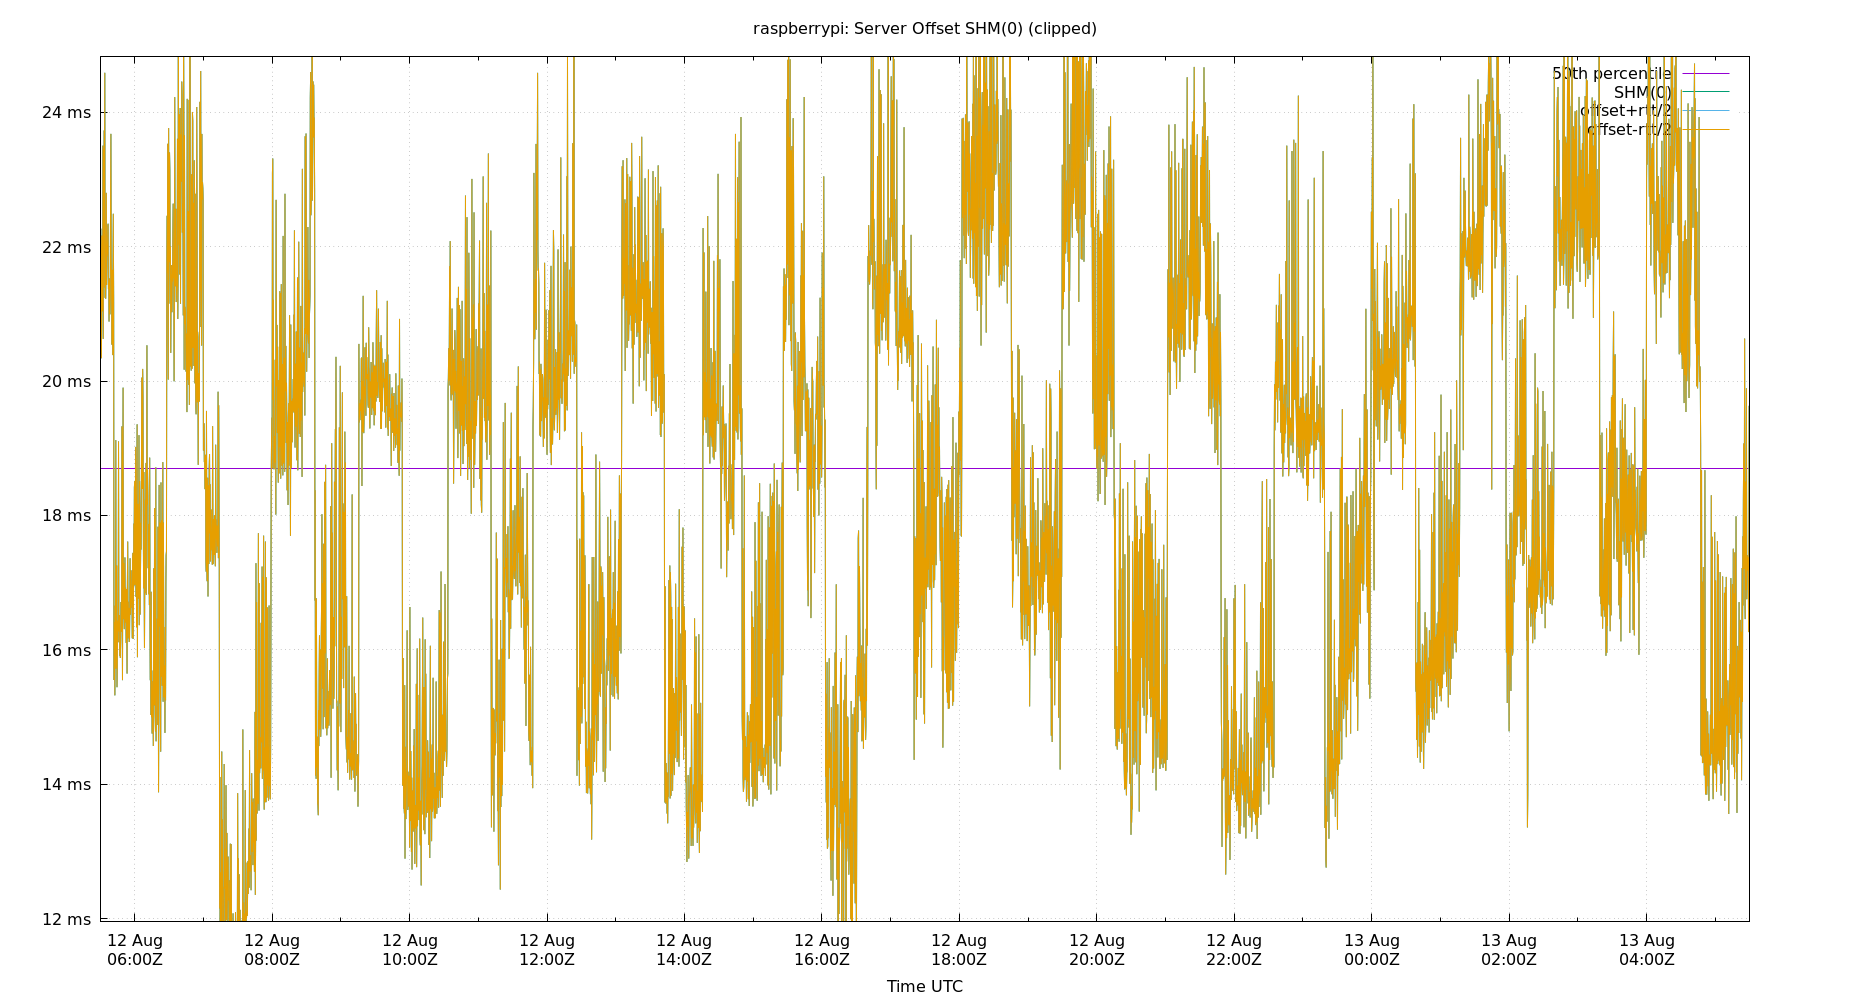 raspberrypi: Server Offset SHM(0) (clipped)
50th percentile
SHM(0)
offset+rtt/2
offset-rtt/2
24 ms
22 ms
20 ms
18 ms
16 ms
14 ms
12 ms
12 Aug 12 Aug 12 Aug 12 Aug 12 Aug 12 Aug 12 Aug 12 Aug 12 Aug 13 Aug 13 Aug 13 Aug
06:00Z 08:00Z 10:00Z 12:00Z 14:00Z 16:00Z 18:00Z 20:00Z 22:00Z 00:00Z 02:00Z 04:00Z
Time UTC